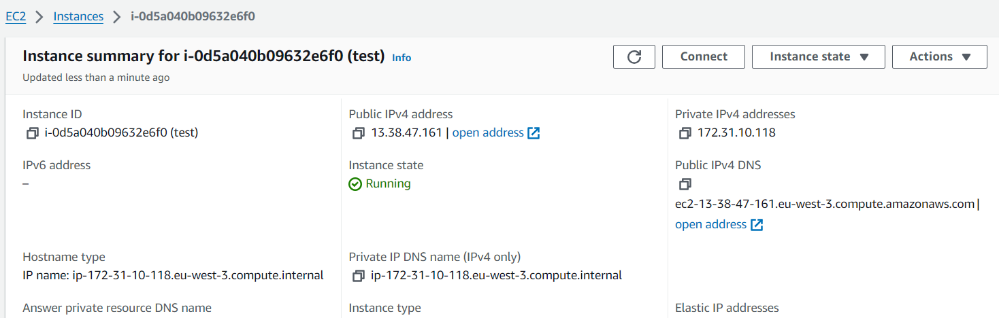 EC2 > Instances > i-0d5a040b09632e6f0
Instance summary for i-0d5a040b09632e6f0 (test) Info
Connect
Instance state
Actions
Updated less than a minute ago
Instance ID
i-0d5a040b09632e6f0 (test)
Public IPv4 address
13.38.47.161 | open address
Private IPv4 addresses
172.31.10.118
IPv6 address
–
Instance state
Running
Public IPv4 DNS
ec2-13-38-47-161.eu-west-3.compute.amazonaws.com |
open address
Hostname type
IP name: ip-172-31-10-118.eu-west-3.compute.internal
Private IP DNS name (IPv4 only)
ip-172-31-10-118.eu-west-3.compute.internal
Answer private resource DNS name
Instance type
Elastic IP addresses